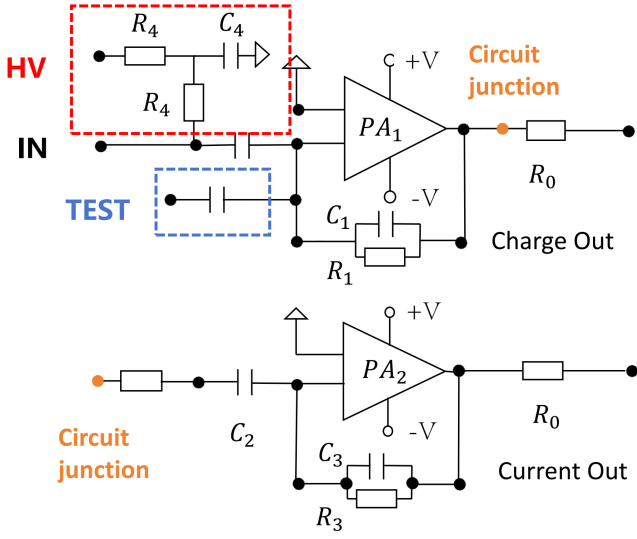 R₄
C₄
HV
R₄
+V
Circuit
junction
PA₁
IN
R₀
TEST
-V
C₁
R₁
Charge Out
+V
PA₂
C₂
R₀
Circuit
junction
-V
C₃
Current Out
R₃